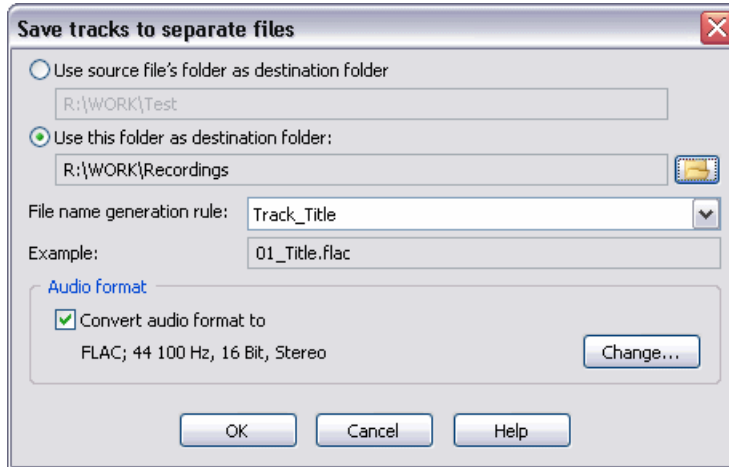 Save tracks to separate files
Use source file's folder as destination folder
R:\WORK\Test
Use this folder as destination folder:
R:\WORK\Recordings
File name generation rule: Track_Title
Example: 01_Title.flac
Audio format
Convert audio format to
FLAC; 44 100 Hz, 16 Bit, Stereo Change...
OK Cancel Help